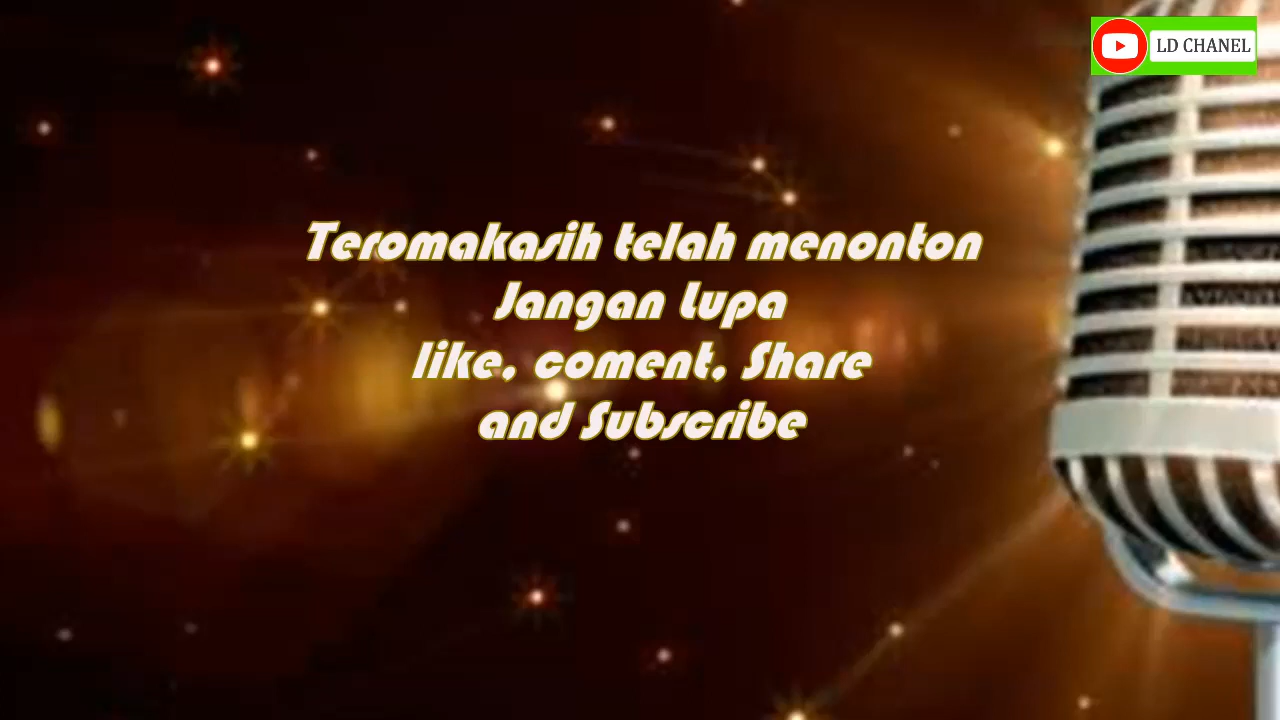 LD CHANEL
Teromakasih telah menonton
Jangan Lupa
like, coment, Share
and Subscribe